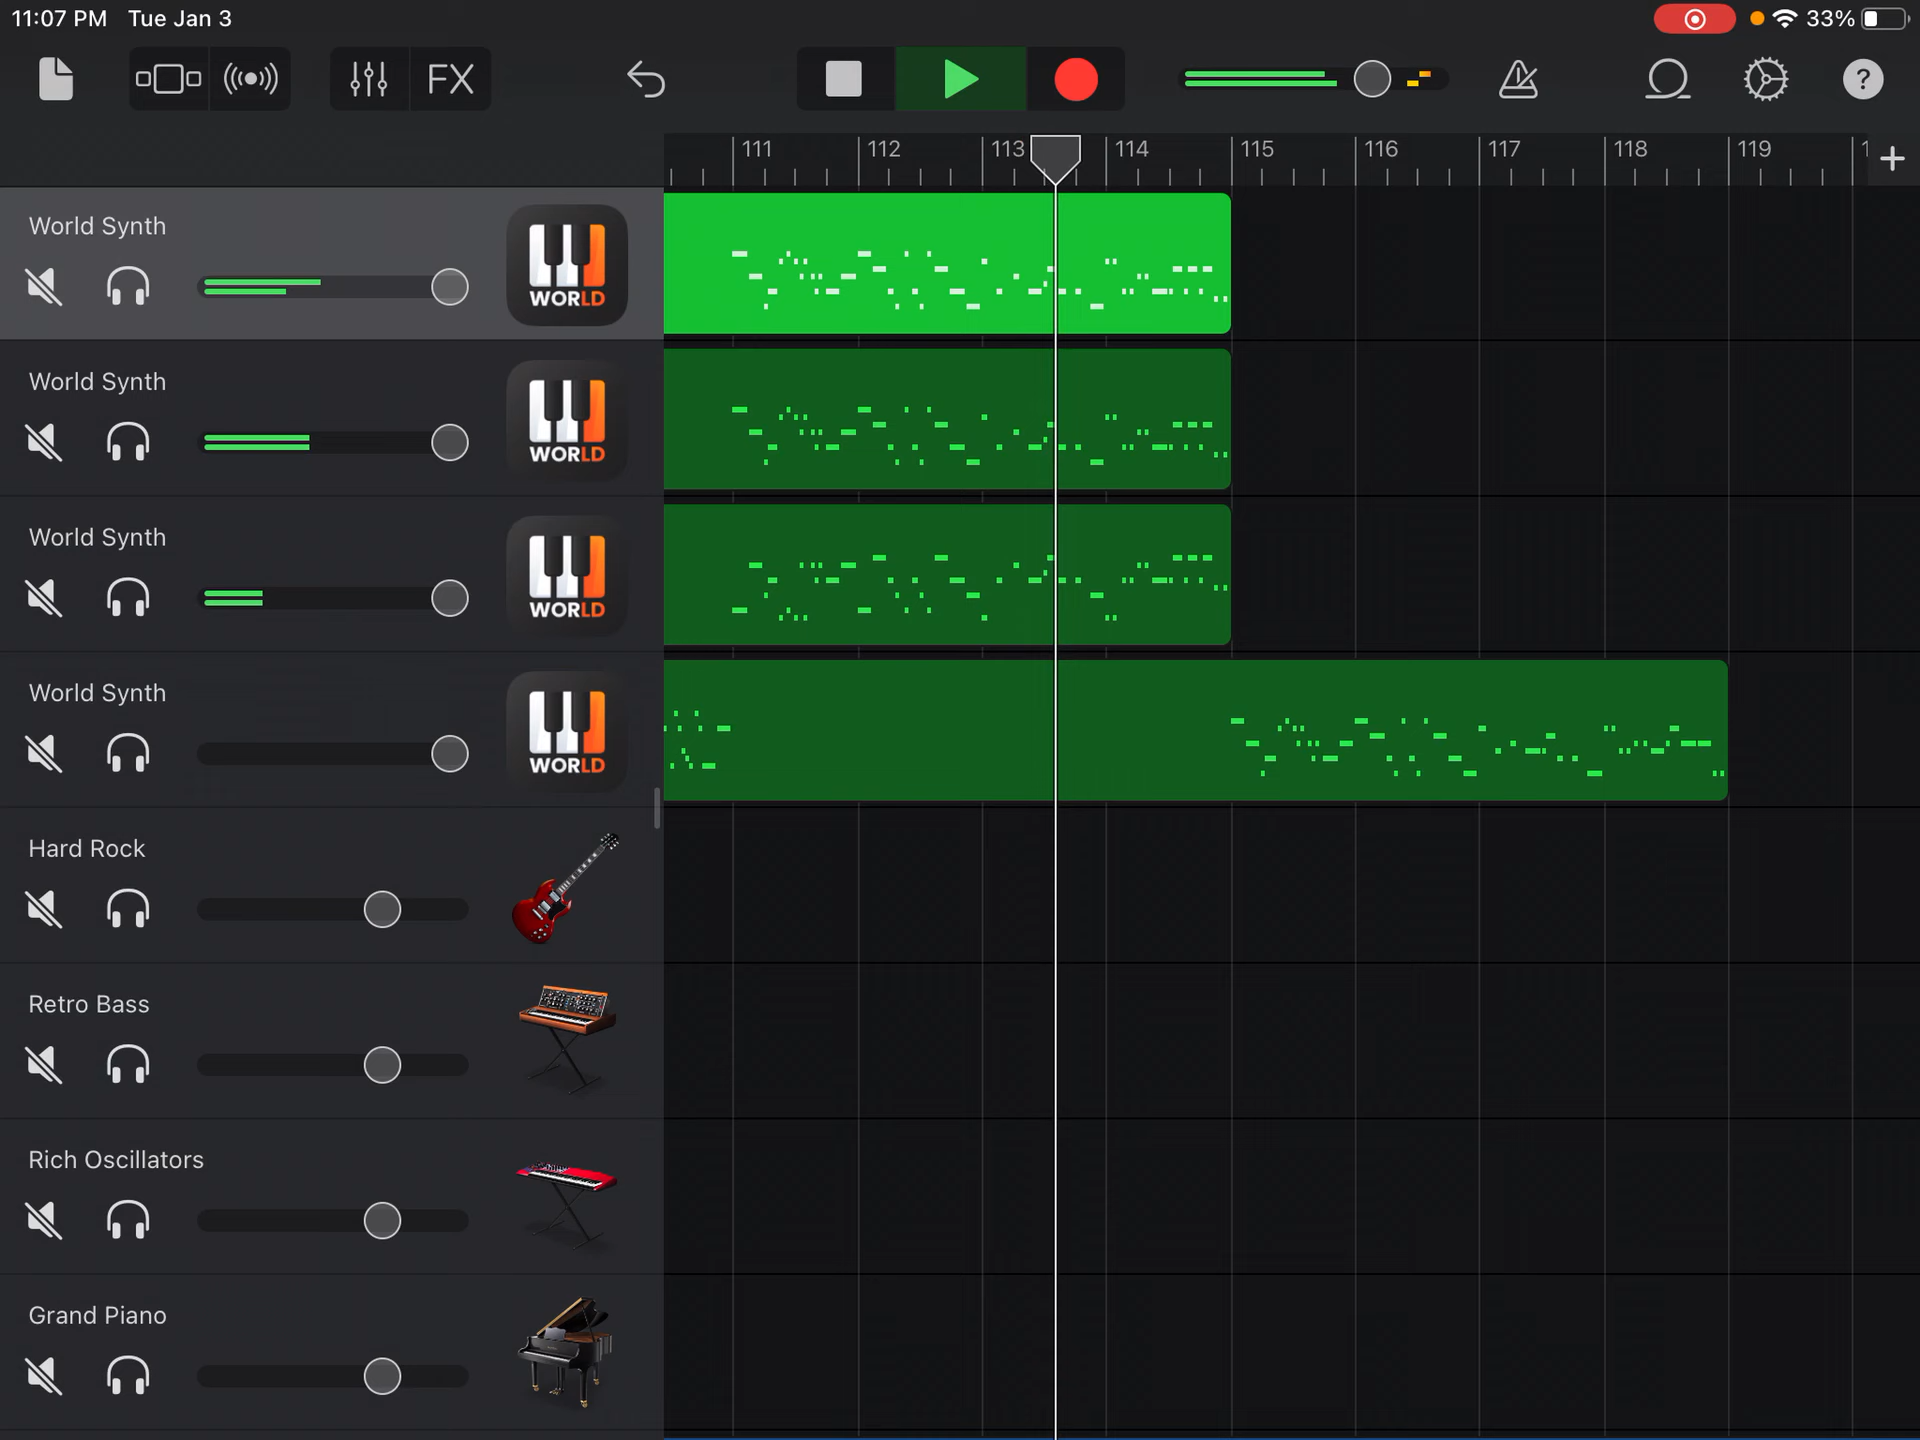 11:07 PM Tue Jan 3 33%
FX ?
111 112 113 114 115 116 117 118 119
World Synth
WORLD
World Synth
WORLD
World Synth
WORLD
World Synth
WORLD
Hard Rock
Retro Bass
Rich Oscillators
Grand Piano